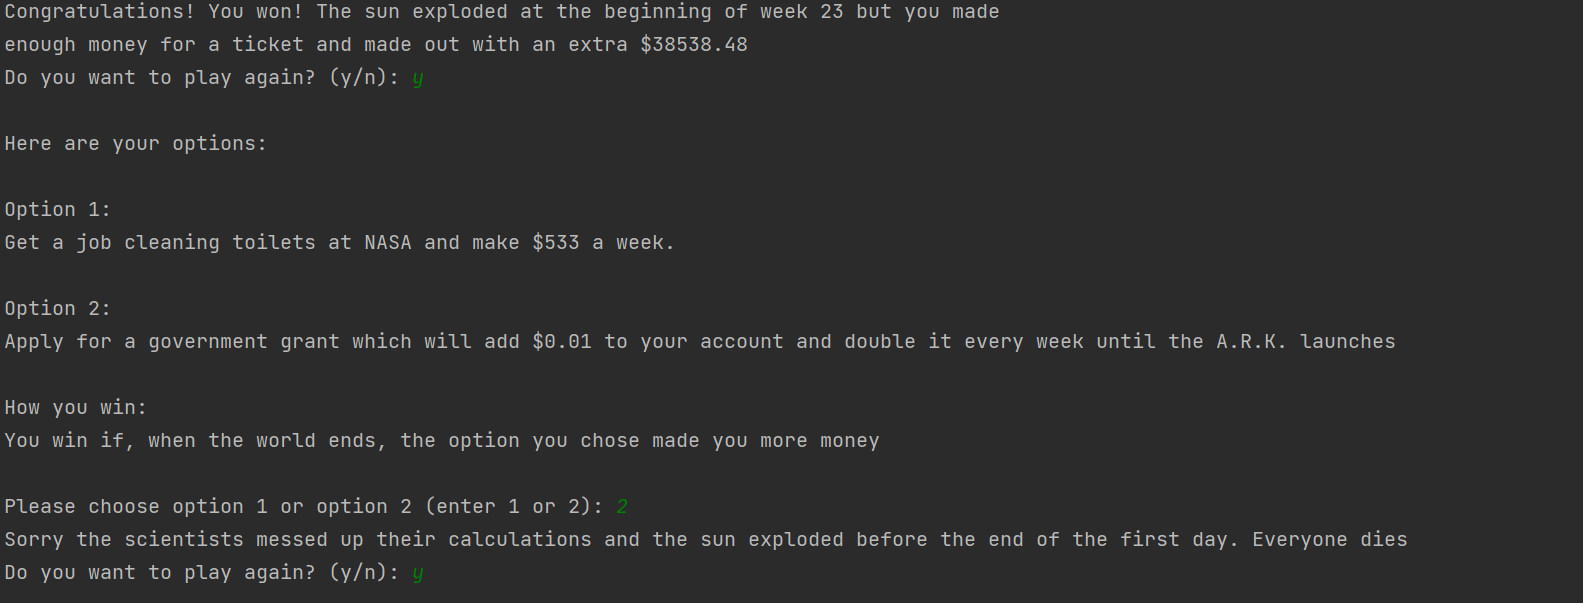 Congratulations! You won! The sun exploded at the beginning of week 23 but you made
enough money for a ticket and made out with an extra $38538.48
Do you want to play again? (y/n): y
Here are your options:
Option 1:
Get a job cleaning toilets at NASA and make $533 a week.
Option 2:
Apply for a government grant which will add $0.01 to your account and double it every week until the A.R.K. launches
How you win:
You win if, when the world ends, the option you chose made you more money
Please choose option 1 or option 2 (enter 1 or 2): 2
Sorry the scientists messed up their calculations and the sun exploded before the end of the first day. Everyone dies
Do you want to play again? (y/n): y